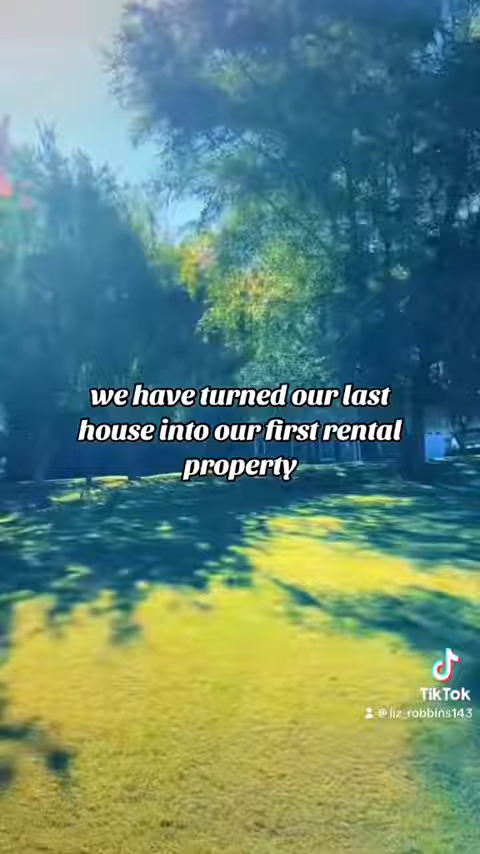 we have turned our last
house into our first rental
property
TikTok
@liz_robbins143